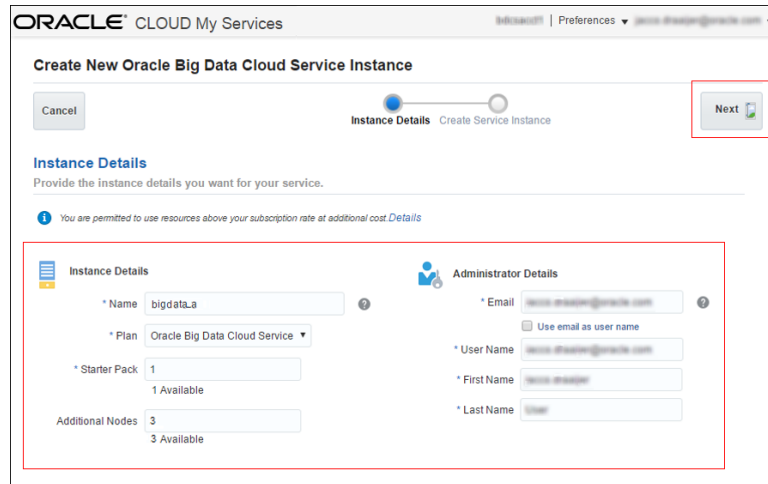 ORACLE® CLOUD My Services
| Preferences
Create New Oracle Big Data Cloud Service Instance
Cancel
Instance Details
Create Service Instance
Next
Instance Details
Provide the instance details you want for your service.
You are permitted to use resources above your subscription rate at additional cost. Details
Instance Details
* Name bigdata_a
* Plan Oracle Big Data Cloud Service
* Starter Pack 1
1 Available
Additional Nodes 3
3 Available
Administrator Details
* Email
Use email as user name
* User Name
* First Name
* Last Name